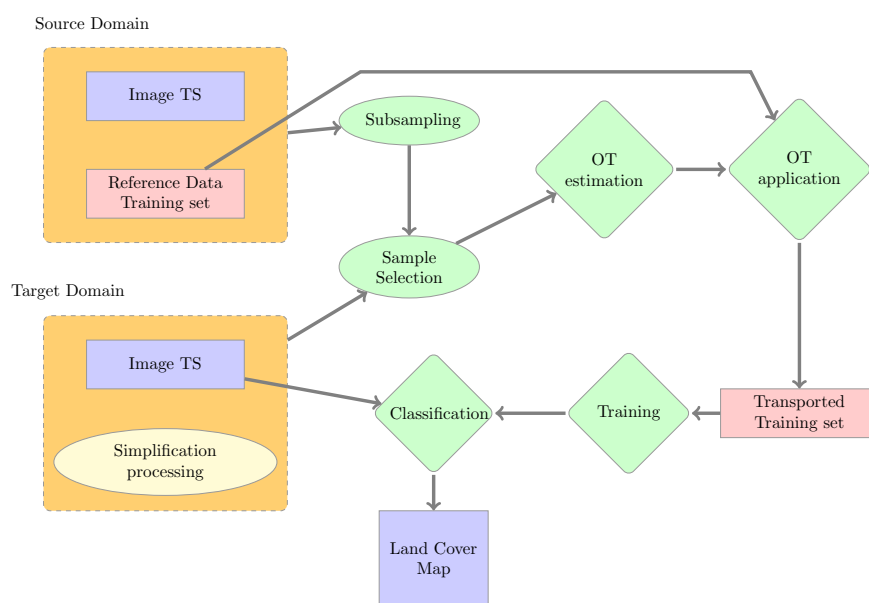 Source Domain
Image TS
Reference Data
Training set
Subsampling
Sample
Selection
OT
estimation
OT
application
Target Domain
Image TS
Simplification
processing
Classification
Training
Transported
Training set
Land Cover
Map